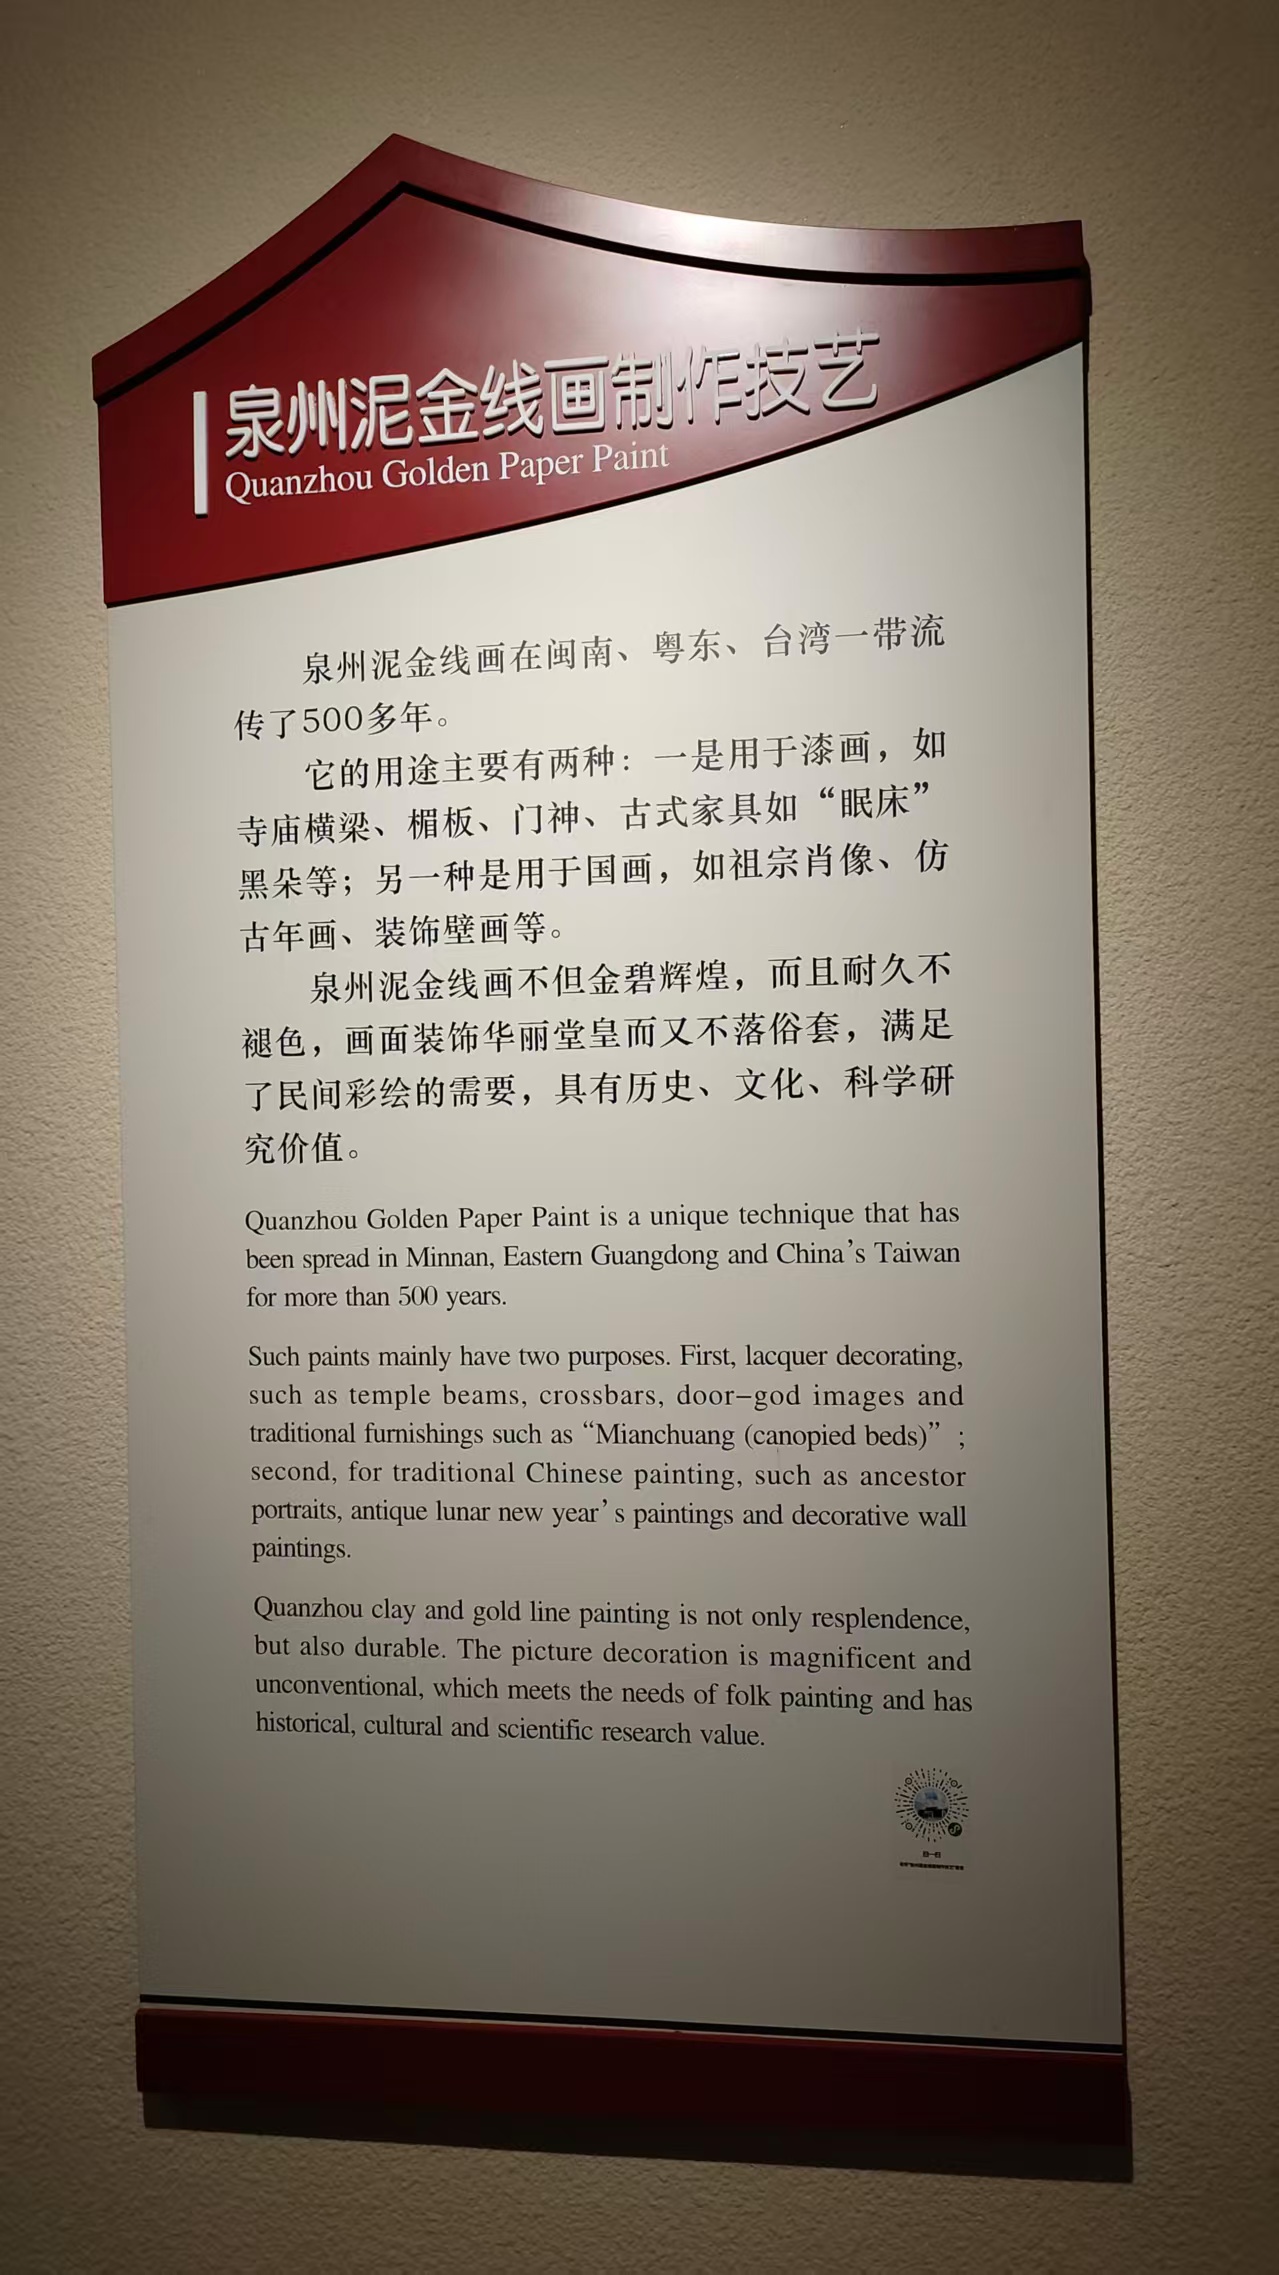 泉州泥金线画制作技艺
Quanzhou Golden Paper Paint
泉州泥金线画在闽南、粤东、台湾一带流
传了500多年。
它的用途主要有两种：一是用于漆画，如
寺庙横梁、楣板、门神、古式家具如“眠床”
黑朵等；另一种是用于国画，如祖宗肖像、仿
古年画、装饰壁画等。
泉州泥金线画不但金碧辉煌，而且耐久不
褪色，画面装饰华丽堂皇而又不落俗套，满足
了民间彩绘的需要，具有历史、文化、科学研
究价值。
Quanzhou Golden Paper Paint is a unique technique that has
been spread in Minnan, Eastern Guangdong and China’s Taiwan
for more than 500 years.
Such paints mainly have two purposes. First, lacquer decorating,
such as temple beams, crossbars, door-god images and
traditional furnishings such as “Mianchuang (canopied beds)” ;
second, for traditional Chinese painting, such as ancestor
portraits, antique lunar new year’s paintings and decorative wall
paintings.
Quanzhou clay and gold line painting is not only resplendence,
but also durable. The picture decoration is magnificent and
unconventional, which meets the needs of folk painting and has
historical, cultural and scientific research value.
扫一扫